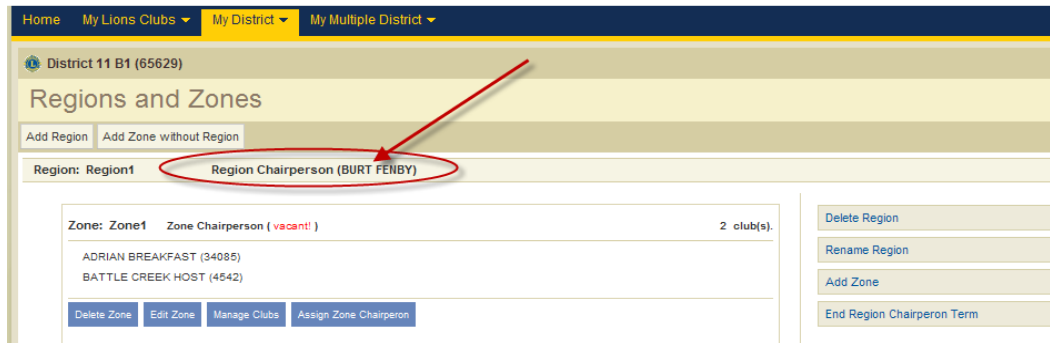 Home My Lions Clubs My District My Multiple District
District 11 B1 (65629)
Regions and Zones
Add Region Add Zone without Region
Region: Region1 Region Chairperson (BURT FENBY)
Zone: Zone1 Zone Chairperson ( vacant! ) 2 club(s).
ADRIAN BREAKFAST (34085)
BATTLE CREEK HOST (4542)
Delete Zone Edit Zone Manage Clubs Assign Zone Chairperon
Delete Region
Rename Region
Add Zone
End Region Chairperon Term